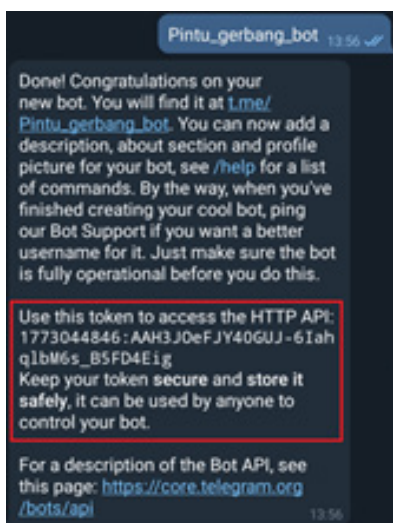 Pintu_gerbang_bot 13:56
Done! Congratulations on your
new bot. You will find it at t.me/
Pintu_gerbang_bot. You can now add a
description, about section and profile
picture for your bot, see /help for a list
of commands. By the way, when you've
finished creating your cool bot, ping
our Bot Support if you want a better
username for it. Just make sure the bot
is fully operational before you do this.
Use this token to access the HTTP API:
1773044846:AAH3JOeFJY40GUJ-6Iah
qlbM6s_B5FD4Eig
Keep your token secure and store it
safely, it can be used by anyone to
control your bot.
For a description of the Bot API, see
this page: https://core.telegram.org
/bots/api 13:56